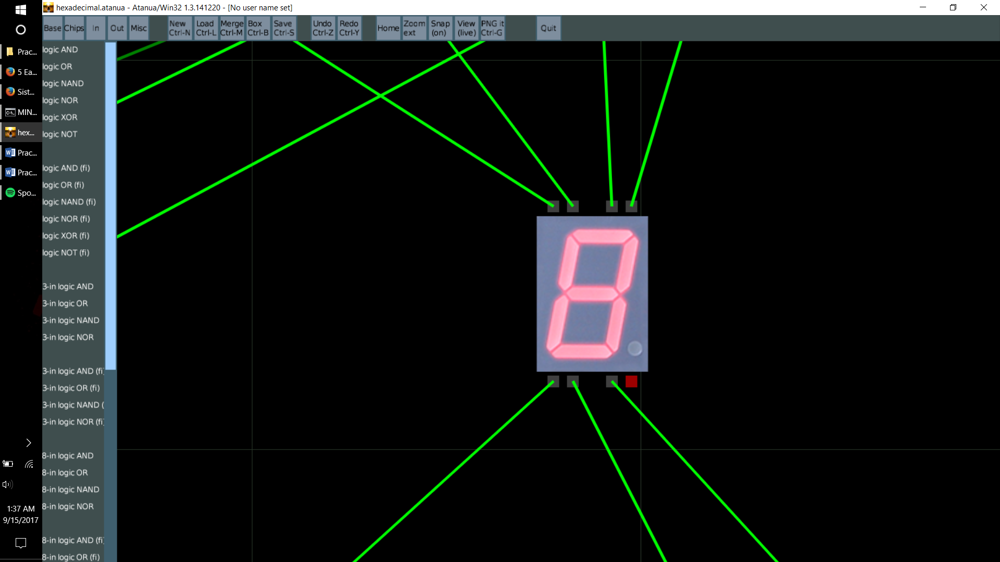 hexadecimal.atanua - Atanua/Win32 1.3.141220 - [No user name set]
Base Chips In Out Misc New Ctrl-N Load Ctrl-L Merge Ctrl-M Box Ctrl-B Save Ctrl-S Undo Ctrl-Z Redo Ctrl-Y Home Zoom ext Snap (on) View (live) PNG it Ctrl-G Quit
Prac...
5 Ea...
Sist...
MIN...
hex...
Prac...
Prac...
Spo...
1:37 AM
9/15/2017
logic AND
logic OR
logic NAND
logic NOR
logic XOR
logic NOT
logic AND (fi)
logic OR (fi)
logic NAND (fi)
logic NOR (fi)
logic XOR (fi)
logic NOT (fi)
3-in logic AND
3-in logic OR
3-in logic NAND
3-in logic NOR
3-in logic AND (fi)
3-in logic OR (fi)
3-in logic NAND (
3-in logic NOR (fi)
8-in logic AND
8-in logic OR
8-in logic NAND
8-in logic NOR
8-in logic AND (fi)
8-in logic OR (fi)
8